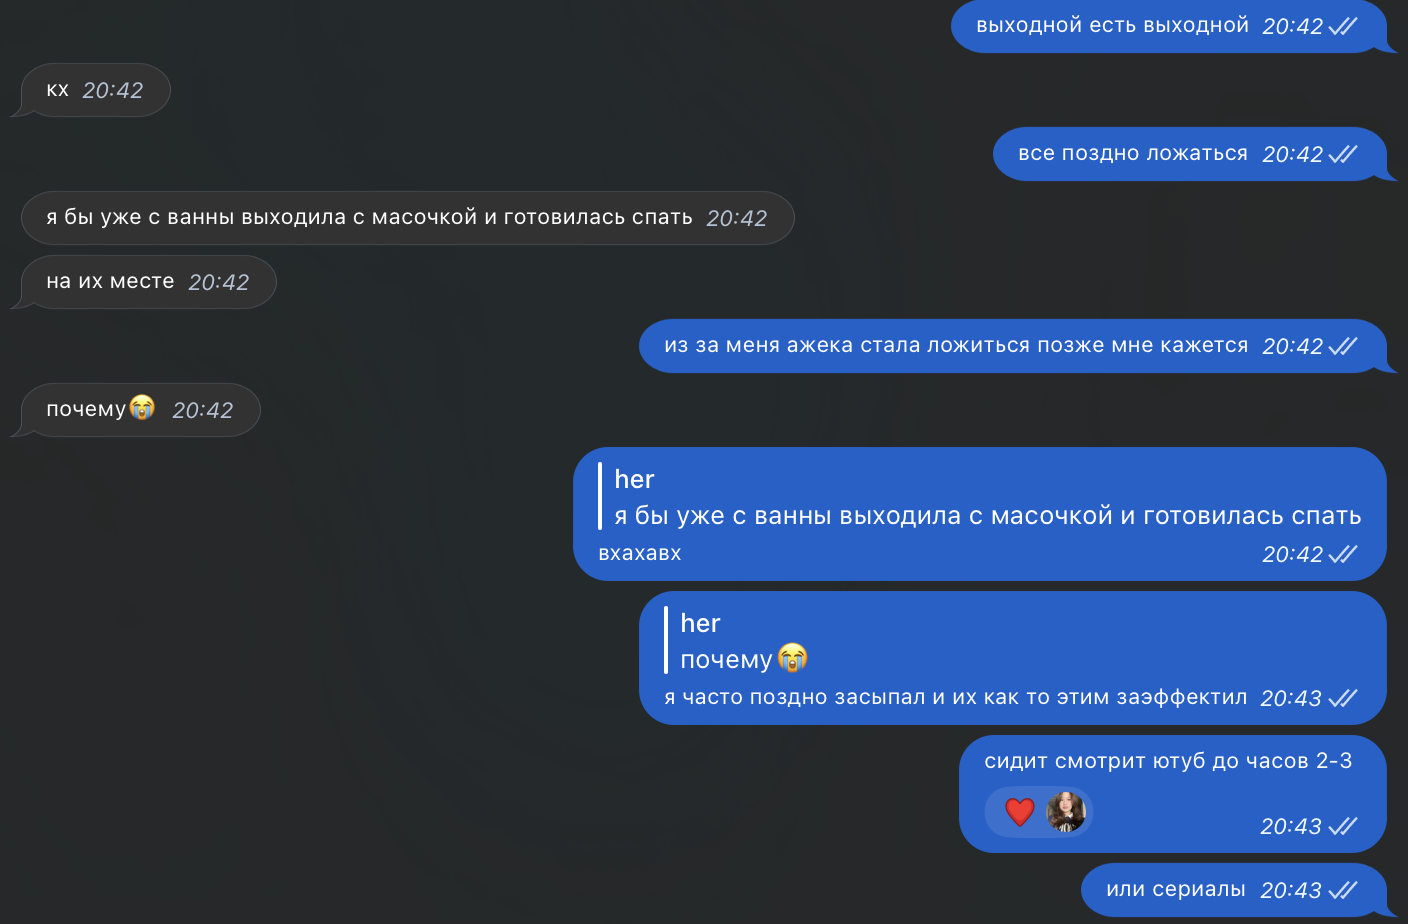 выходной есть выходной 20:42
кх 20:42
все поздно ложаться 20:42
я бы уже с ванны выходила с масочкой и готовилась спать 20:42
на их месте 20:42
из за меня ажека стала ложиться позже мне кажется 20:42
почему😭 20:42
her
я бы уже с ванны выходила с масочкой и готовилась спать
вхахавх 20:42
her
почему😭
я часто поздно засыпал и их как то этим заэффектил 20:43
сидит смотрит ютуб до часов 2-3
20:43
или сериалы 20:43